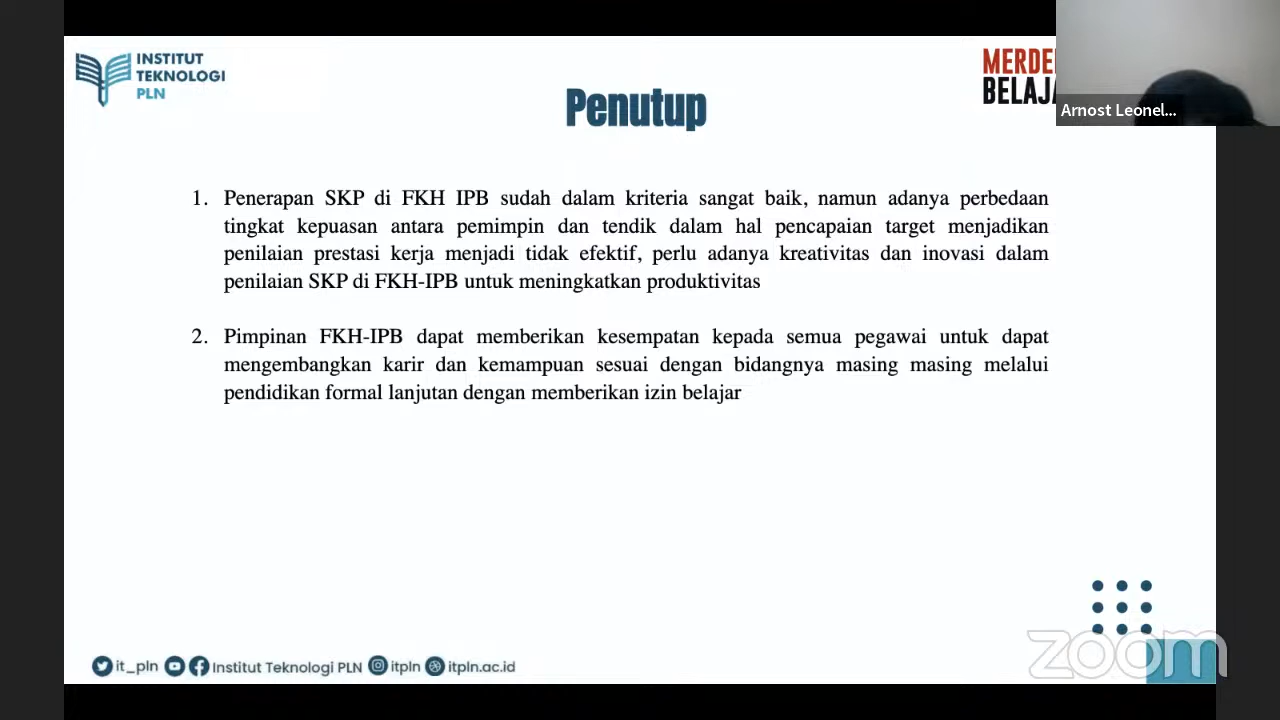 INSTITUT
TEKNOLOGI
PLN
MERDE
BELAJA
Arnost Leonel...
Penutup
1. Penerapan SKP di FKH IPB sudah dalam kriteria sangat baik, namun adanya perbedaan
tingkat kepuasan antara pemimpin dan tendik dalam hal pencapaian target menjadikan
penilaian prestasi kerja menjadi tidak efektif, perlu adanya kreativitas dan inovasi dalam
penilaian SKP di FKH-IPB untuk meningkatkan produktivitas
2. Pimpinan FKH-IPB dapat memberikan kesempatan kepada semua pegawai untuk dapat
mengembangkan karir dan kemampuan sesuai dengan bidangnya masing masing melalui
pendidikan formal lanjutan dengan memberikan izin belajar
it_pln Institut Teknologi PLN itpln itpln.ac.id
zoom